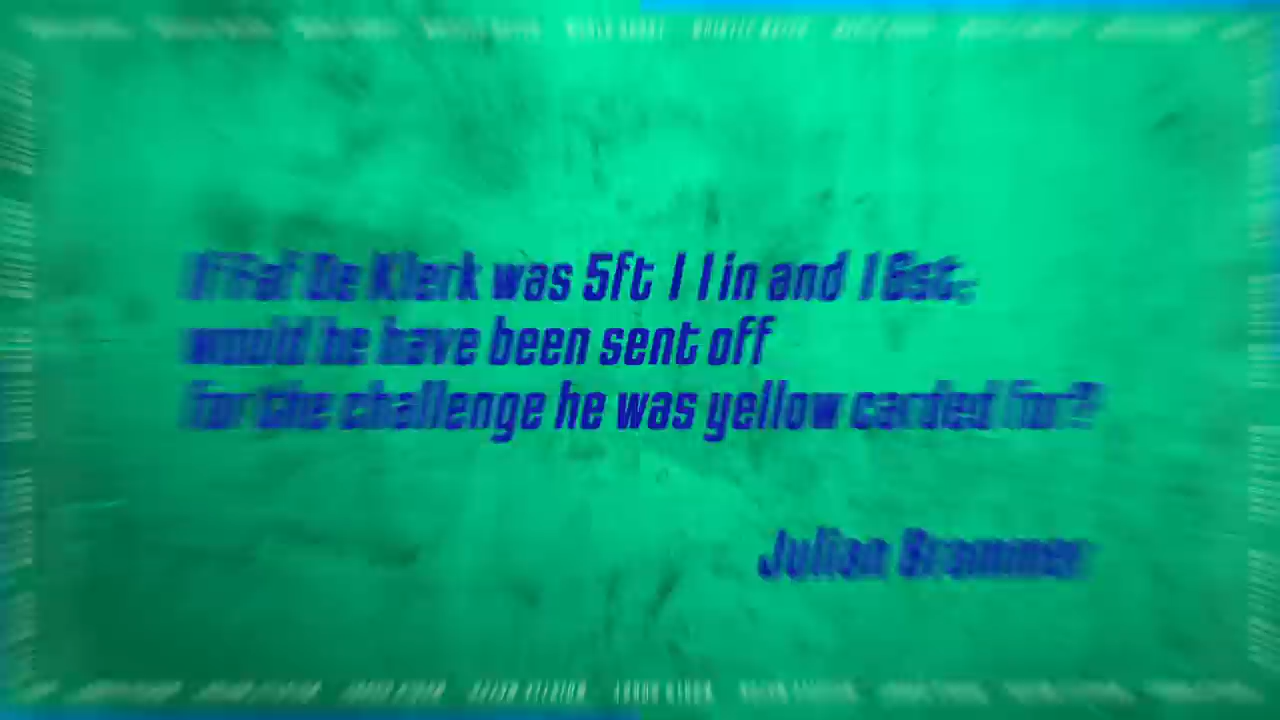 If Faf De Klerk was 5ft 11in and 16st,
would he have been sent off
for the challenge he was yellow carded for?
Julian Brammer